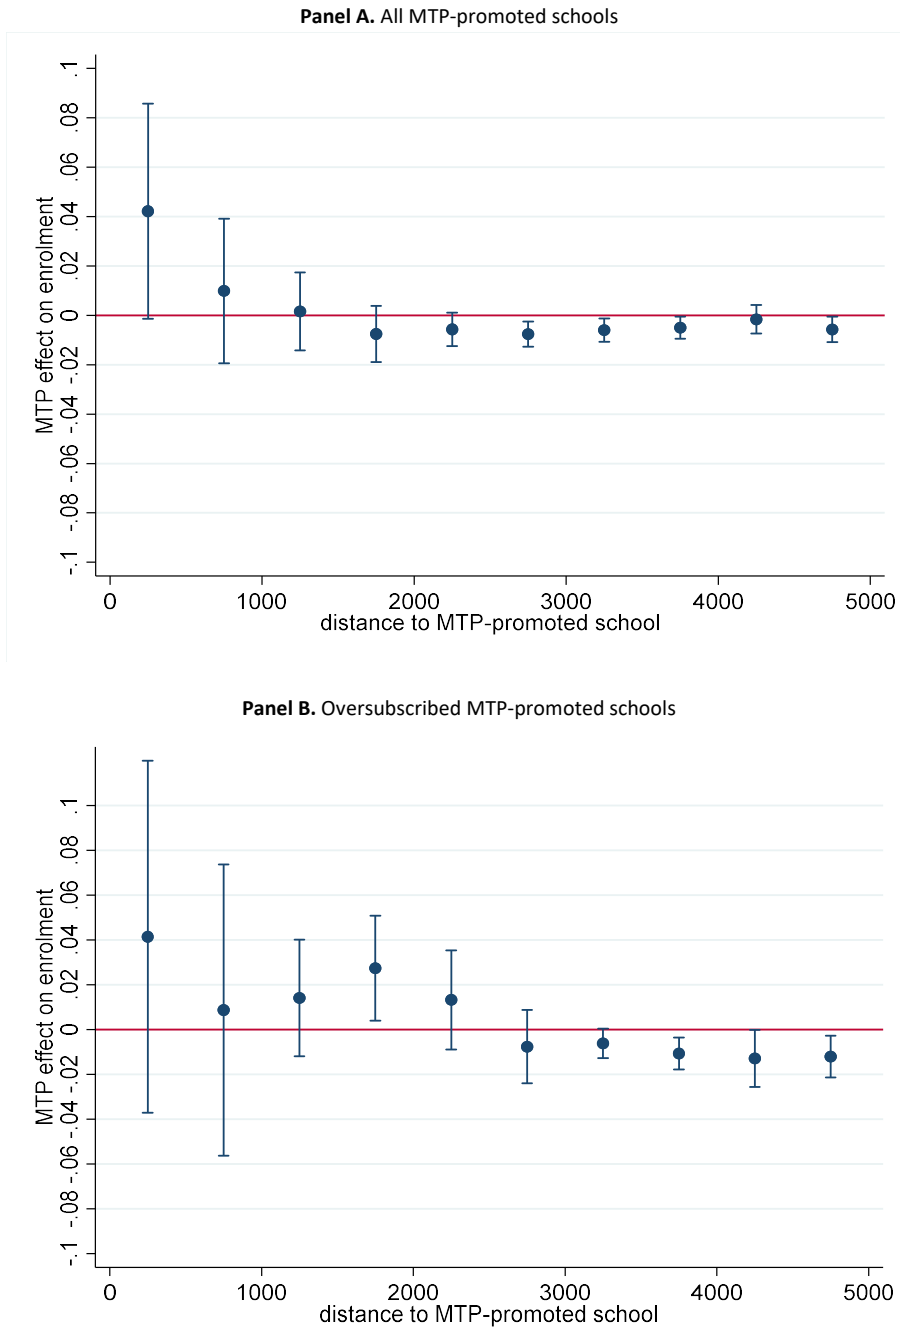 Panel A. All MTP-promoted schools
MTP effect on enrolment
.1
.08
.06
.04
.02
0
-.02
-.04
-.06
-.08
-.1
0 1000 2000 3000 4000 5000
distance to MTP-promoted school
Panel B. Oversubscribed MTP-promoted schools
MTP effect on enrolment
.1
.08
.06
.04
.02
0
-.02
-.04
-.06
-.08
-.1
0 1000 2000 3000 4000 5000
distance to MTP-promoted school